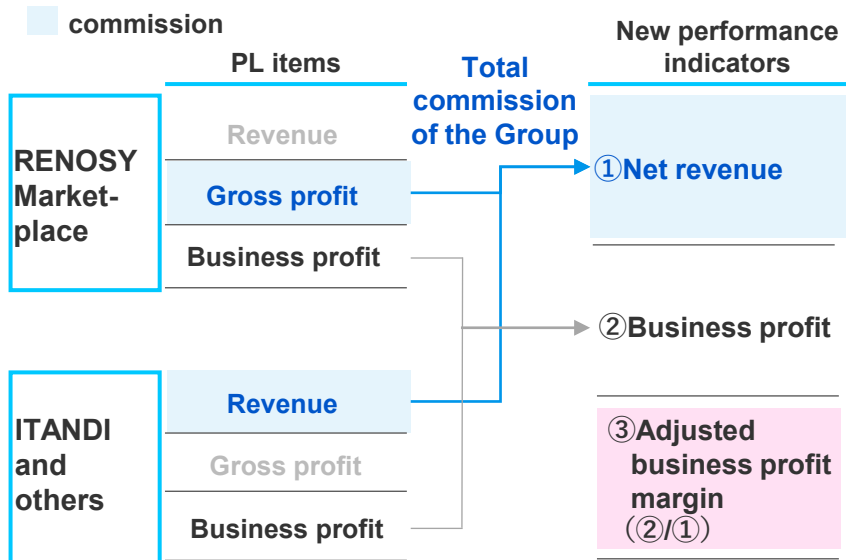 commission
PL items
Total
commission
of the Group
New performance
indicators
RENOSY
Market-
place
Revenue
Gross profit
Business profit
①Net revenue
②Business profit
ITANDI
and
others
Revenue
Gross profit
Business profit
③Adjusted
business profit
margin
（②/①）